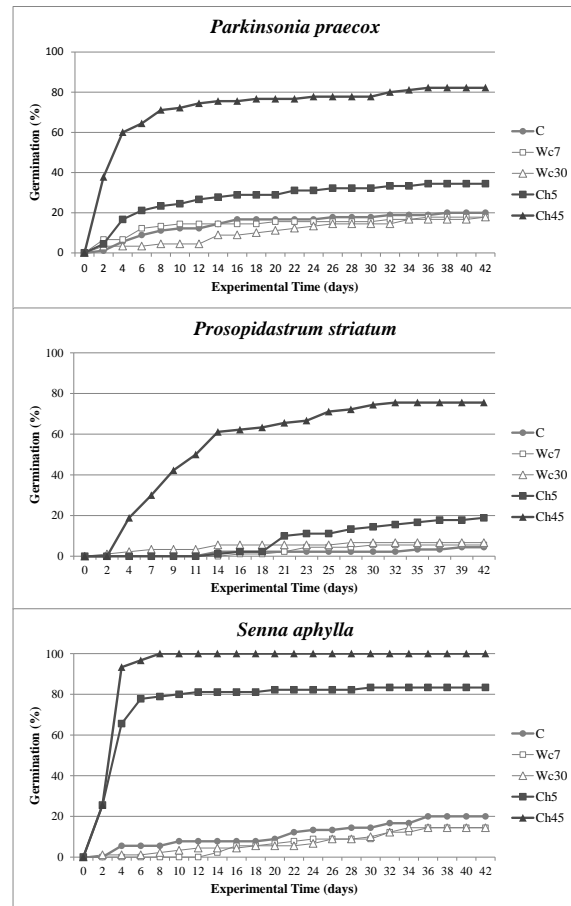 Parkinsonia praecox
100
80
60
40
20
0
Germination (%)
0 2 4 6 8 10 12 14 16 18 20 22 24 26 28 30 32 34 36 38 40 42
Experimental Time (days)
C
Wc7
Wc30
Ch5
Ch45
Prosopidastrum striatum
100
80
60
40
20
0
Germination (%)
0 2 4 7 9 11 14 16 18 21 23 25 28 30 32 35 37 39 42
Experimental Time (days)
C
Wc7
Wc30
Ch5
Ch45
Senna aphylla
100
80
60
40
20
0
Germination (%)
0 2 4 6 8 10 12 14 16 18 20 22 24 26 28 30 32 34 36 38 40 42
Experimental Time (days)
C
Wc7
Wc30
Ch5
Ch45